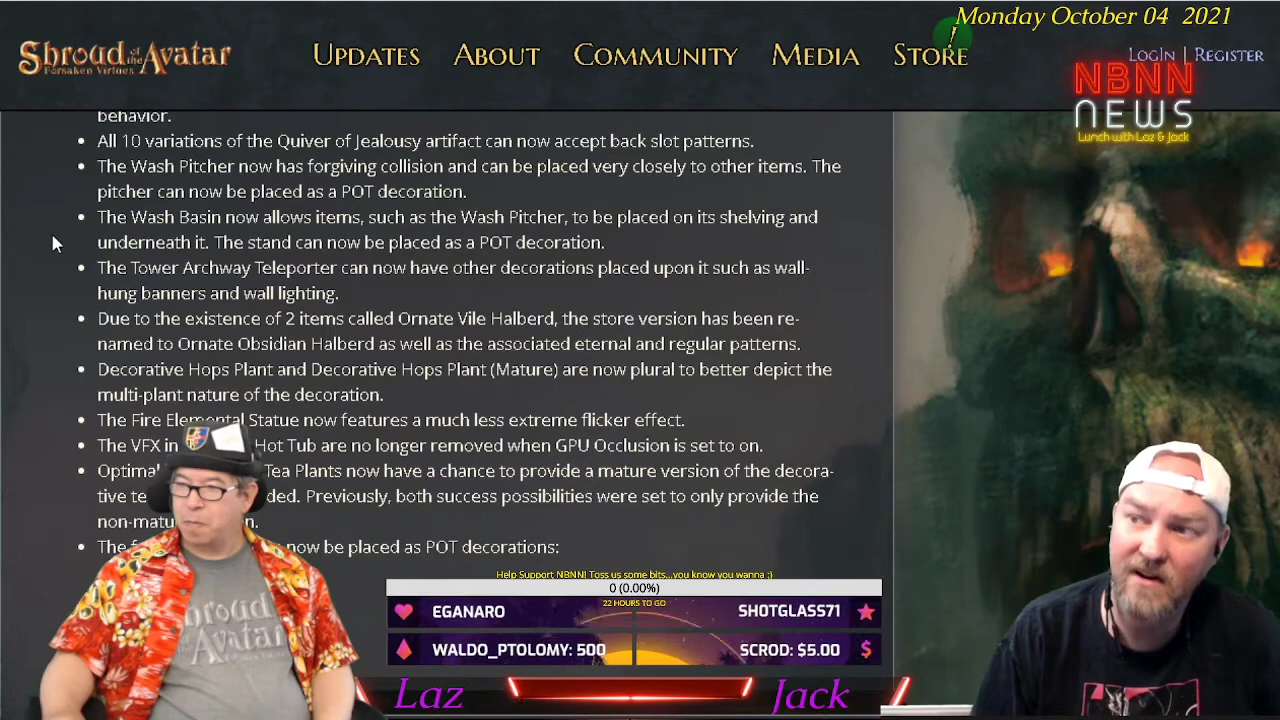 Monday October 04 2021
Shroud of the Avatar
Forsaken Virtues
UPDATES ABOUT COMMUNITY MEDIA STORE
!
LOGIN | REGISTER
NBNN
NEWS
Lunch with Laz & Jack
behavior.
• All 10 variations of the Quiver of Jealousy artifact can now accept back slot patterns.
• The Wash Pitcher now has forgiving collision and can be placed very closely to other items. The
pitcher can now be placed as a POT decoration.
• The Wash Basin now allows items, such as the Wash Pitcher, to be placed on its shelving and
underneath it. The stand can now be placed as a POT decoration.
• The Tower Archway Teleporter can now have other decorations placed upon it such as wall-
hung banners and wall lighting.
• Due to the existence of 2 items called Ornate Vile Halberd, the store version has been re-
named to Ornate Obsidian Halberd as well as the associated eternal and regular patterns.
• Decorative Hops Plant and Decorative Hops Plant (Mature) are now plural to better depict the
multi-plant nature of the decoration.
• The Fire Elemental Statue now features a much less extreme flicker effect.
• The VFX in Hot Tub are no longer removed when GPU Occlusion is set to on.
• Optimal Tea Plants now have a chance to provide a mature version of the decora-
tive ded. Previously, both success possibilities were set to only provide the
non-matu n.
• The now be placed as POT decorations:
Help Support NBNN! Toss us some bits...you know you wanna :)
0 (0.00%)
22 HOURS TO GO
EGANARO SHOTGLASS71
WALDO_PTOLOMY: 500 SCROD: $5.00
$
Shroud
of the
Avatar
Laz Jack